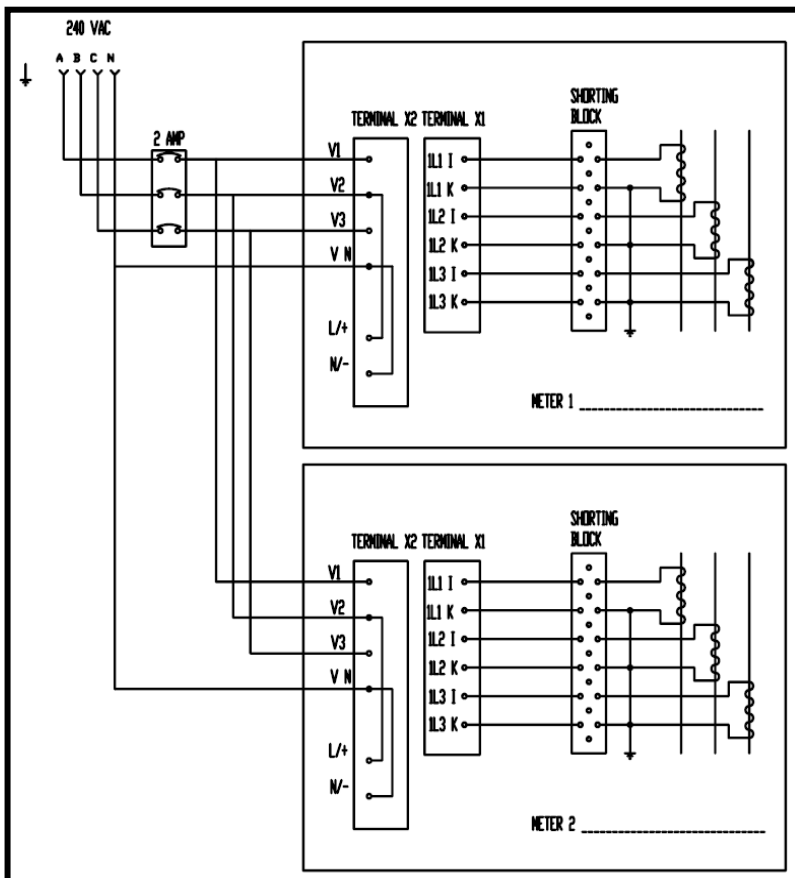 240 VAC
A B C N
2 AMP
TERMINAL X2 TERMINAL X1
SHORTING
BLOCK
V1
V2
V3
V N
L/+
N/-
1L1 I
1L1 K
1L2 I
1L2 K
1L3 I
1L3 K
METER 1
TERMINAL X2 TERMINAL X1
SHORTING
BLOCK
V1
V2
V3
V N
L/+
N/-
1L1 I
1L1 K
1L2 I
1L2 K
1L3 I
1L3 K
METER 2